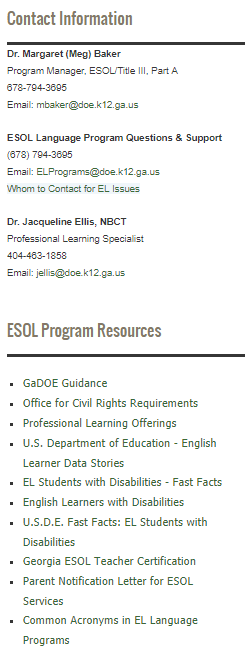 Contact Information
Dr. Margaret (Meg) Baker
Program Manager, ESOL/Title III, Part A
678-794-3695
Email: mbaker@doe.k12.ga.us
ESOL Language Program Questions & Support
(678) 794-3695
Email: ELPrograms@doe.k12.ga.us
Whom to Contact for EL Issues
Dr. Jacqueline Ellis, NBCT
Professional Learning Specialist
404-463-1858
Email: jellis@doe.k12.ga.us
ESOL Program Resources
GaDOE Guidance
Office for Civil Rights Requirements
Professional Learning Offerings
U.S. Department of Education - English
Learner Data Stories
EL Students with Disabilities - Fast Facts
English Learners with Disabilities
U.S.D.E. Fast Facts: EL Students with
Disabilities
Georgia ESOL Teacher Certification
Parent Notification Letter for ESOL
Services
Common Acronyms in EL Language
Programs